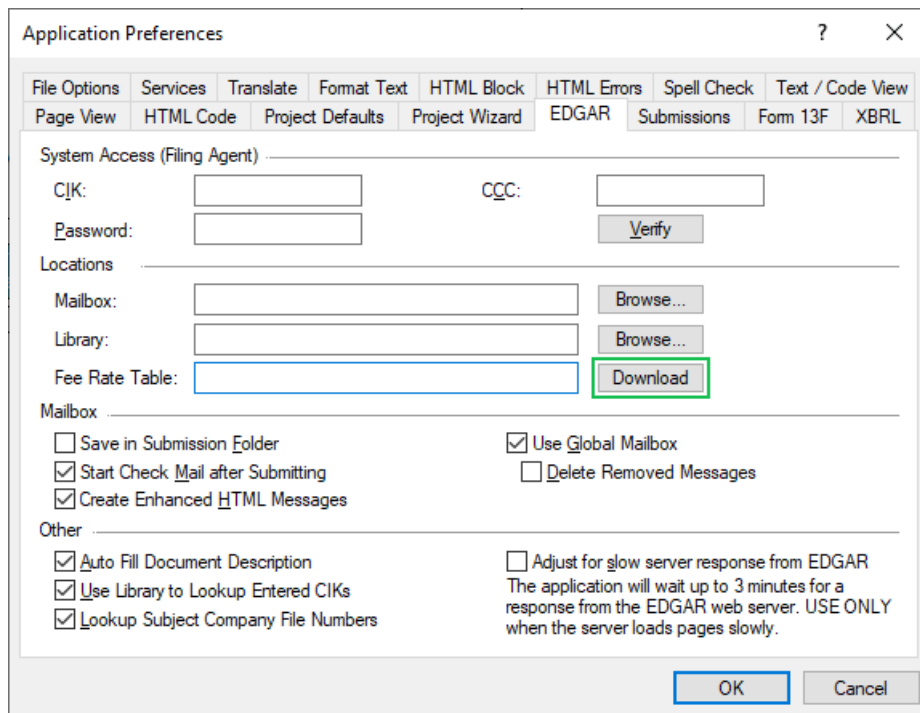 Application Preferences ? ×
File Options Services Translate Format Text HTML Block HTML Errors Spell Check Text / Code View
Page View HTML Code Project Defaults Project Wizard EDGAR Submissions Form 13F XBRL
System Access (Filing Agent)
CIK: CCC:
Password: Verify
Locations
Mailbox: Browse...
Library: Browse...
Fee Rate Table: Download
Mailbox
Save in Submission Folder Use Global Mailbox
Start Check Mail after Submitting Delete Removed Messages
Create Enhanced HTML Messages
Other
Auto Fill Document Description Adjust for slow server response from EDGAR
Use Library to Lookup Entered CIKs The application will wait up to 3 minutes for a
Lookup Subject Company File Numbers response from the EDGAR web server. USE ONLY
when the server loads pages slowly.
OK Cancel